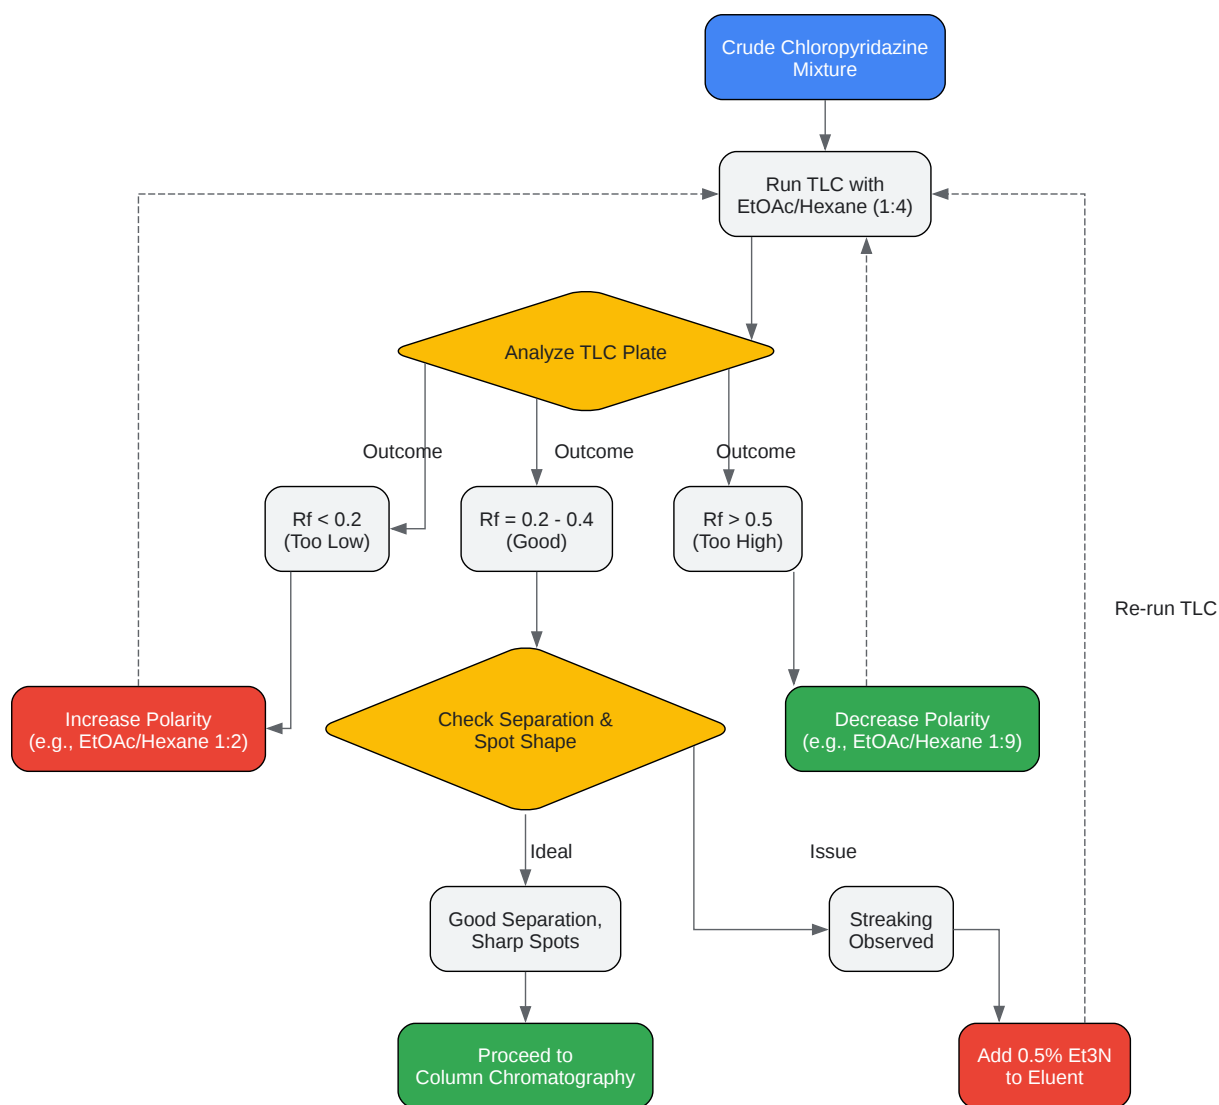 Crude Chloropyridazine
Mixture
Run TLC with
EtOAc/Hexane (1:4)
Analyze TLC Plate
Outcome
Outcome
Outcome
Rf < 0.2
(Too Low)
Rf = 0.2 - 0.4
(Good)
Rf > 0.5
(Too High)
Re-run TLC
Increase Polarity
(e.g., EtOAc/Hexane 1:2)
Check Separation &
Spot Shape
Decrease Polarity
(e.g., EtOAc/Hexane 1:9)
Ideal
Issue
Good Separation,
Sharp Spots
Streaking
Observed
Proceed to
Column Chromatography
Add 0.5% Et3N
to Eluent